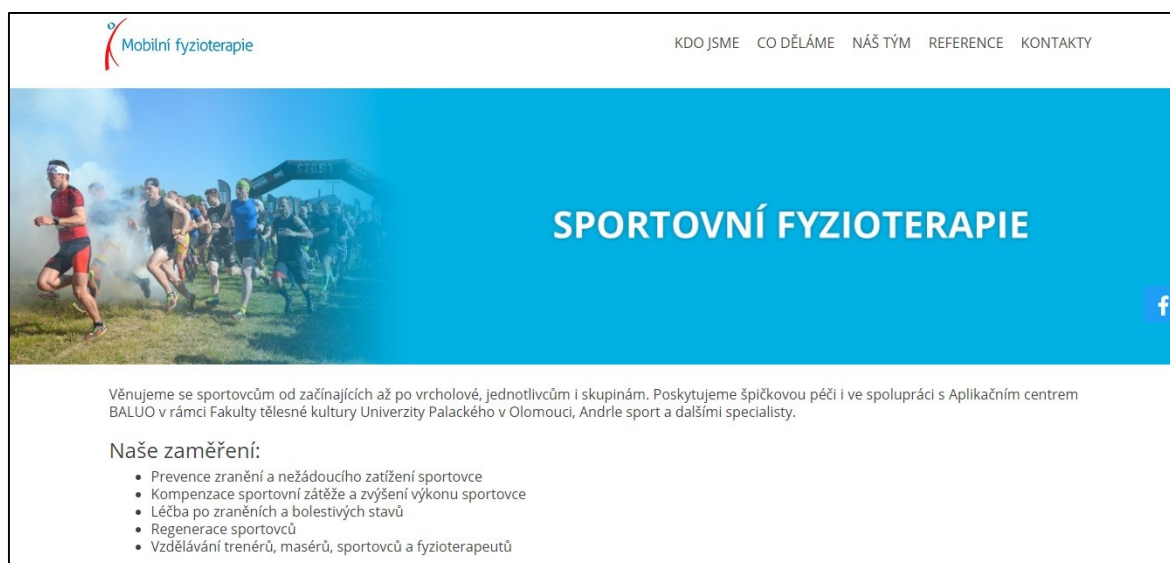 Mobilní fyzioterapie
KDO JSME CO DĚLÁME NÁŠ TÝM REFERENCE KONTAKTY
START
SPORTOVNÍ FYZIOTERAPIE
Věnujeme se sportovcům od začínajících až po vrcholové, jednotlivcům i skupinám. Poskytujeme špičkovou péči i ve spolupráci s Aplikačním centrem
BALUO v rámci Fakulty tělesné kultury Univerzity Palackého v Olomouci, Andrle sport a dalšími specialisty.
Naše zaměření:
• Prevence zranění a nežádoucího zatížení sportovce
• Kompenzace sportovní zátěže a zvýšení výkonu sportovce
• Léčba po zraněních a bolestivých stavů
• Regenerace sportovců
• Vzdělávání trenérů, masérů, sportovců a fyzioterapeutů